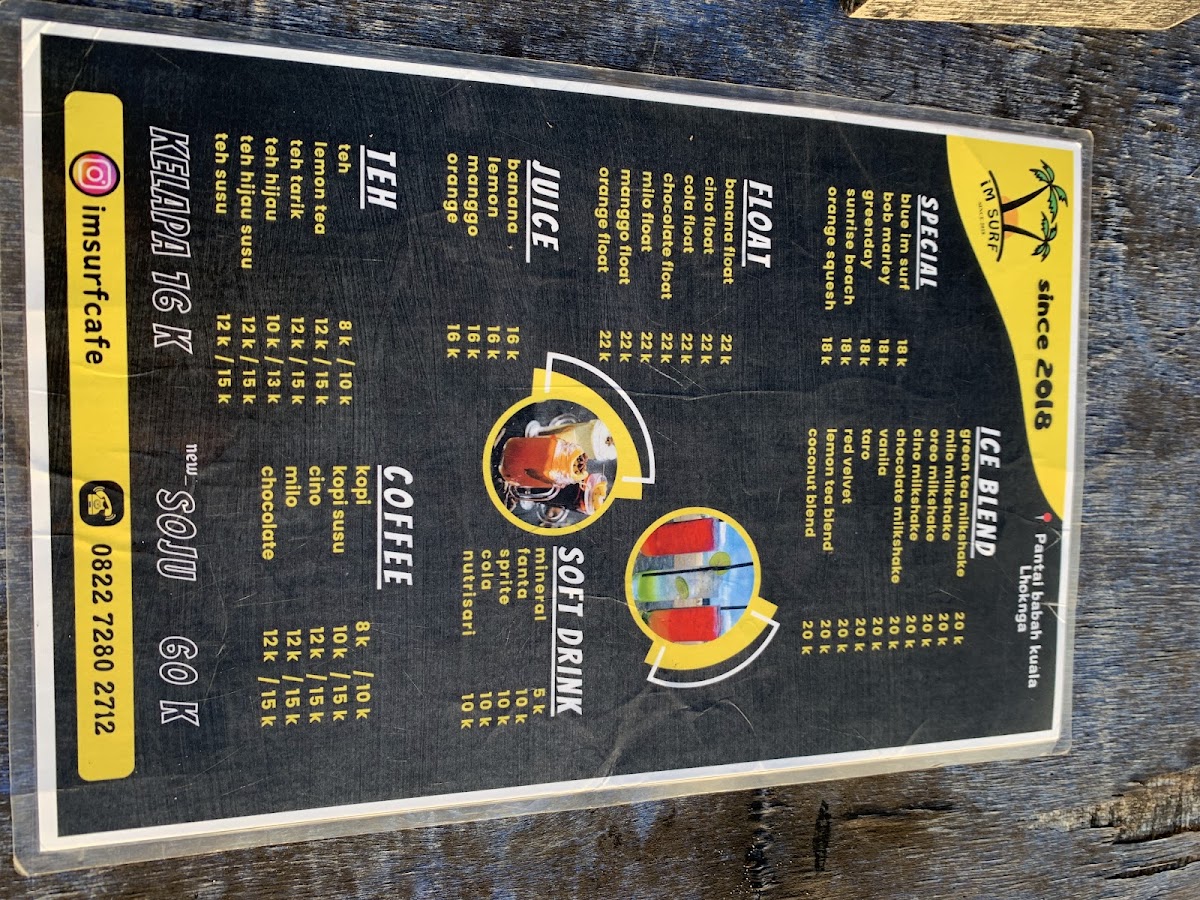 IM SURF
since 2018
Pantai babah kuala
Lhoknga
SPECIAL
blue im surf 18 k
bob marley 18 k
greenday 18 k
sunrise beach 18 k
orange squesh 18 k
ICE BLEND
green tea milkshake 20 k
milo milkshake 20 k
oreo milkshake 20 k
cino milkshake 20 k
chocolate milkshake 20 k
vanila 20 k
taro 20 k
red velvet 20 k
lemon tea blend 20 k
coconut blend 20 k
FLOAT
banana float 22 k
cino float 22 k
cola float 22 k
chocolate float 22 k
milo float 22 k
manggo float 22 k
orange float 22 k
JUICE
banana 16 k
lemon 16 k
manggo 16 k
orange 16 k
SOFT DRINK
mineral 5 k
fanta 10 k
sprite 10 k
cola 10 k
nutrisari 10 k
TEH
teh 8 k / 10 k
lemon tea 12 k / 15 k
teh tarik 12 k / 15 k
teh hijau 10 k / 13 k
teh hijau susu 12 k / 15 k
teh susu 12 k / 15 k
COFFEE
kopi 8 k / 10 k
kopi susu 10 k / 15 k
cino 12 k / 15 k
milo 12 k / 15 k
chocolate 12 k / 15 k
KELAPA 16 K
new SOJU 60 K
imsurfcafe
0822 7280 2712